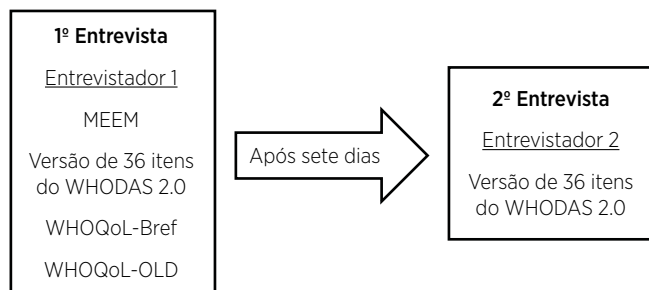 1º Entrevista
Entrevistador 1
MEEM
Versão de 36 itens
do WHODAS 2.0
WHOQoL-Bref
WHOQoL-OLD
Após sete dias
2º Entrevista
Entrevistador 2
Versão de 36 itens
do WHODAS 2.0